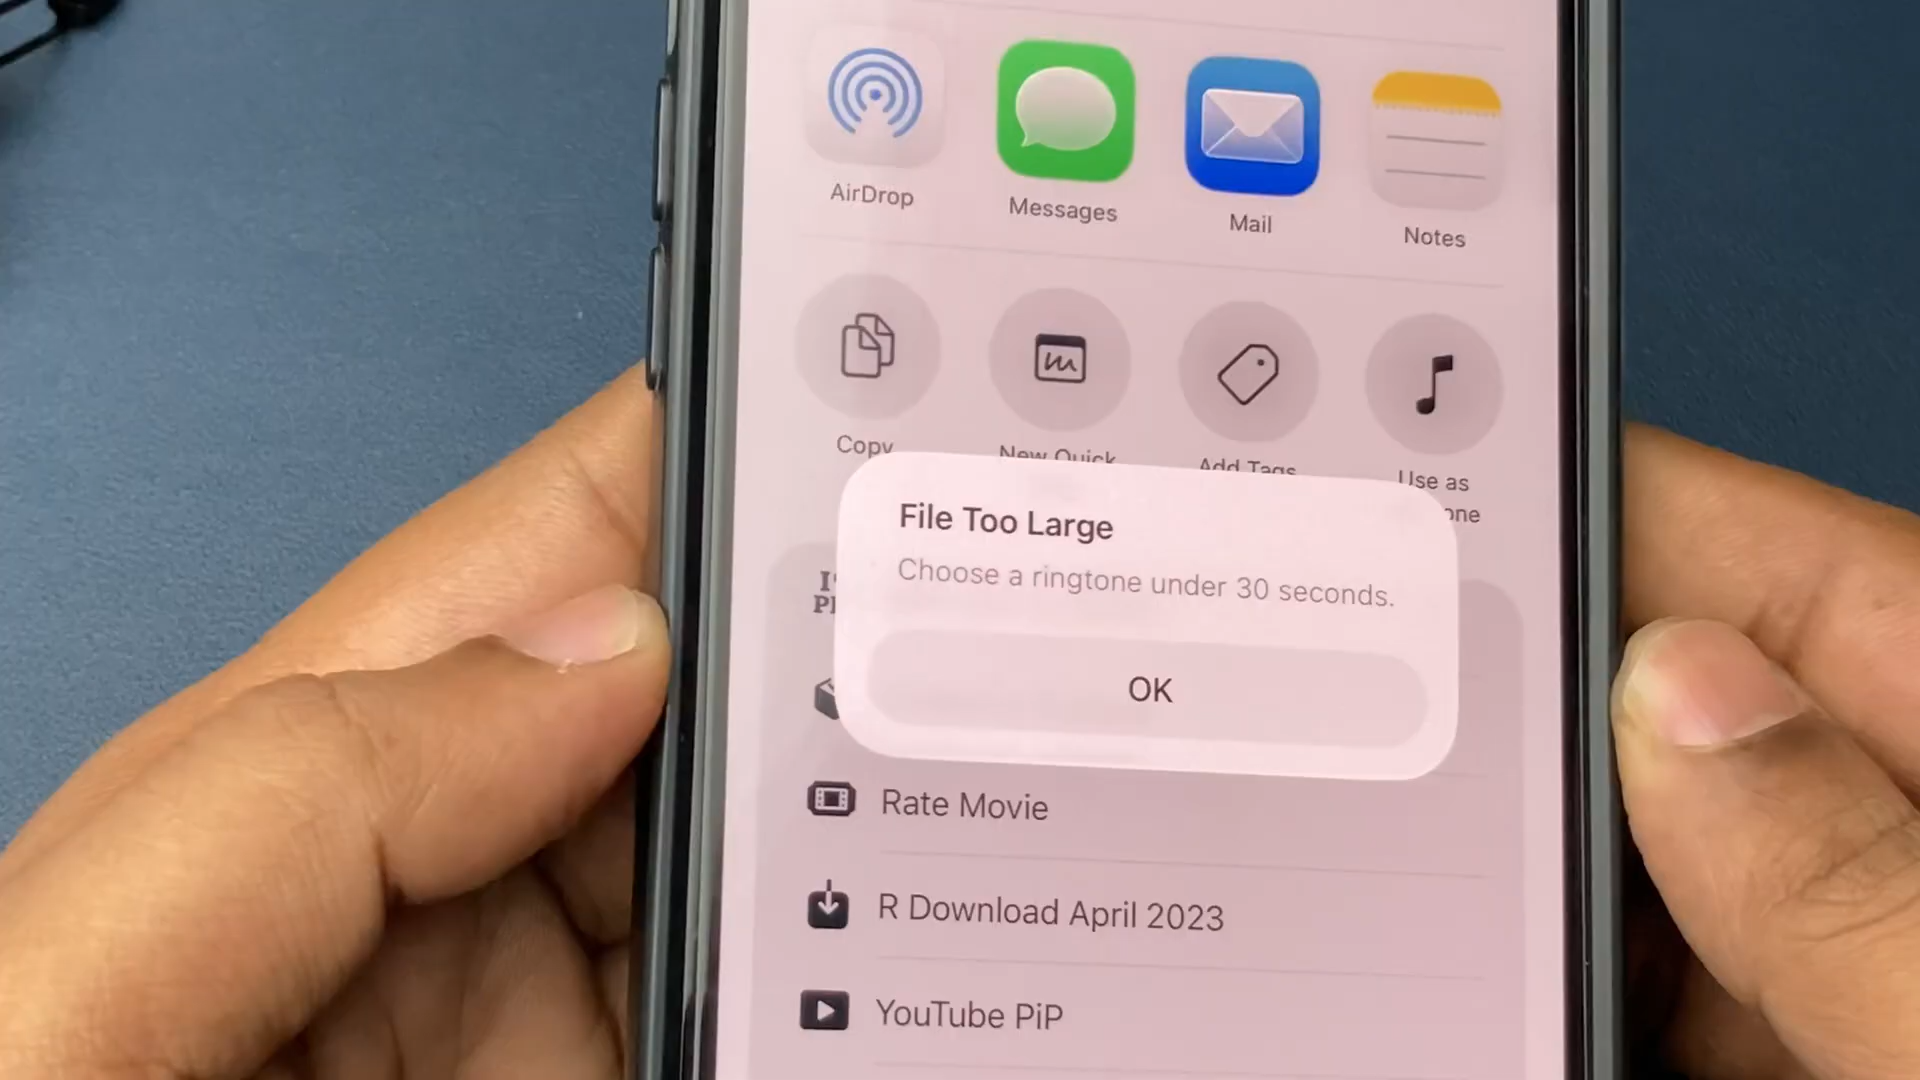 AirDrop
Messages
Mail
Notes
Copy
New Quick
Add Tags
Use as
one
File Too Large
Choose a ringtone under 30 seconds.
OK
Rate Movie
R Download April 2023
YouTube PiP